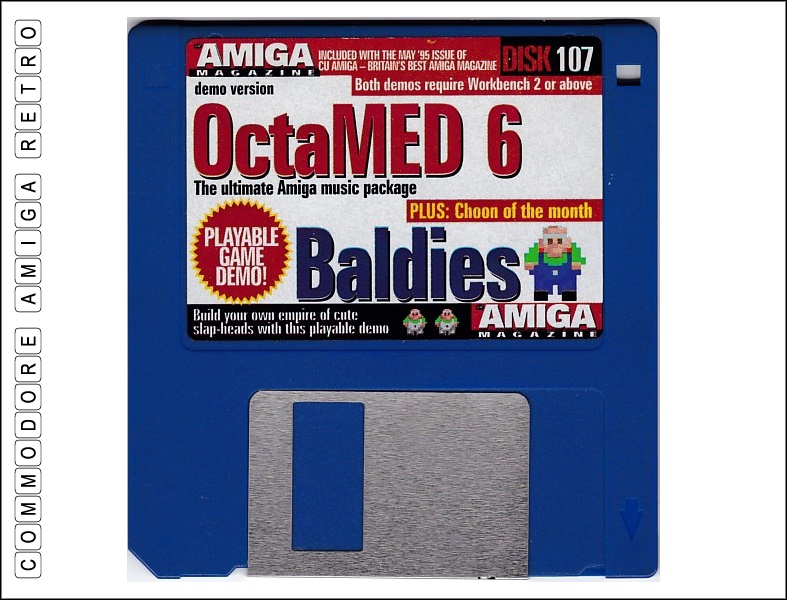 COMMODORE AMIGA RETRO
AMIGA
MAGAZINE
INCLUDED WITH THE MAY '95 ISSUE OF
CU AMIGA – BRITAIN'S BEST AMIGA MAGAZINE
DISK 107
demo version
Both demos require Workbench 2 or above
OctaMED 6
The ultimate Amiga music package
PLUS: Choon of the month
PLAYABLE
GAME
DEMO!
Baldies
Build your own empire of cute
slap-heads with this playable demo
AMIGA
MAGAZINE